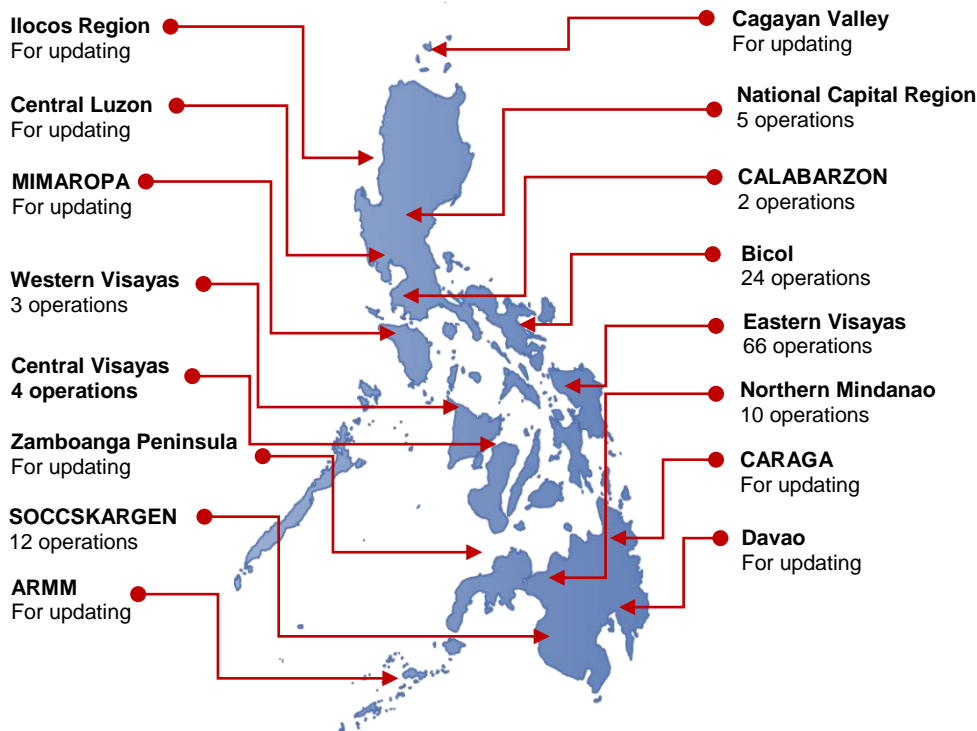 Ilocos Region
For updating
Central Luzon
For updating
MIMAROPA
For updating
Western Visayas
3 operations
Central Visayas
4 operations
Zamboanga Peninsula
For updating
SOCCSKARGEN
12 operations
ARMM
For updating
Cagayan Valley
For updating
National Capital Region
5 operations
CALABARZON
2 operations
Bicol
24 operations
Eastern Visayas
66 operations
Northern Mindanao
10 operations
CARAGA
For updating
Davao
For updating